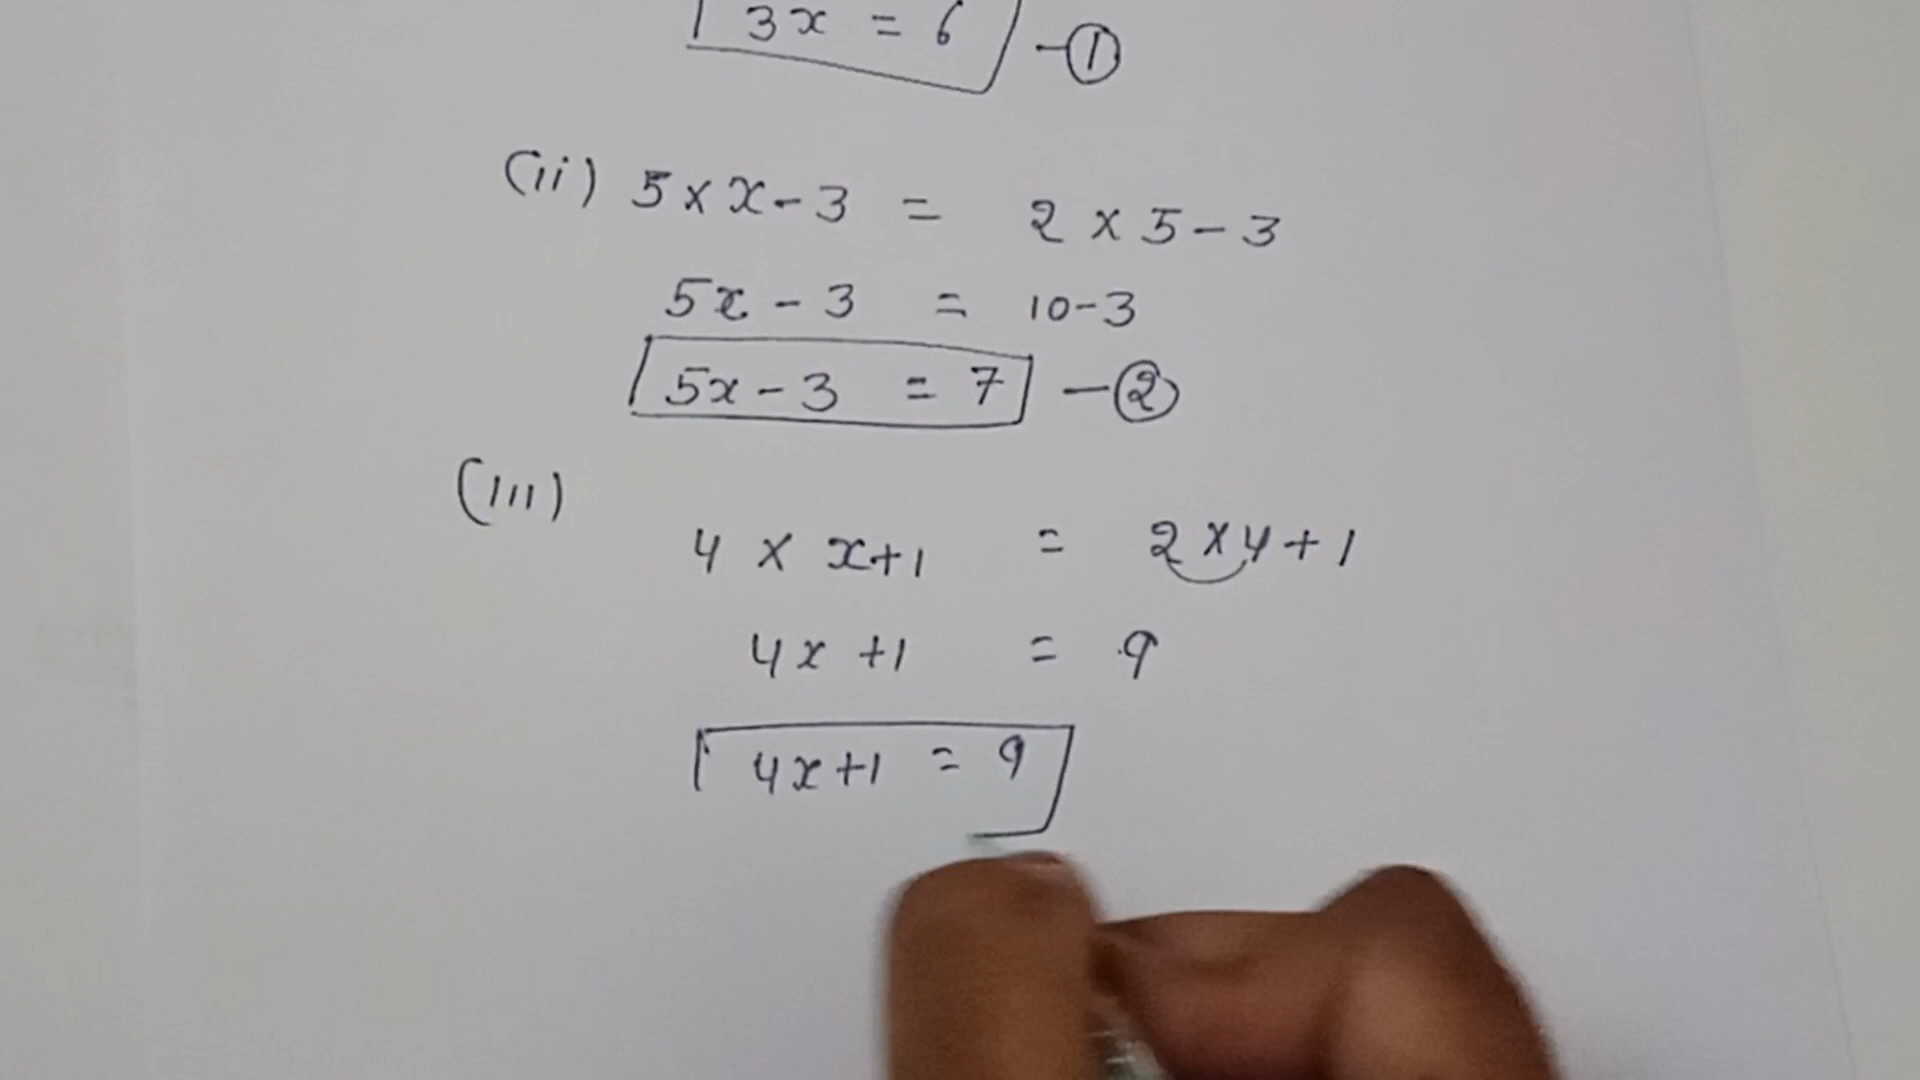 3x = 6 -①
(ii) 5 × x - 3 = 2 × 5 - 3
5x - 3 = 10 - 3
5x - 3 = 7 -②
(iii)
4 × x + 1 = 2 × 4 + 1
4x + 1 = 9
4x + 1 = 9